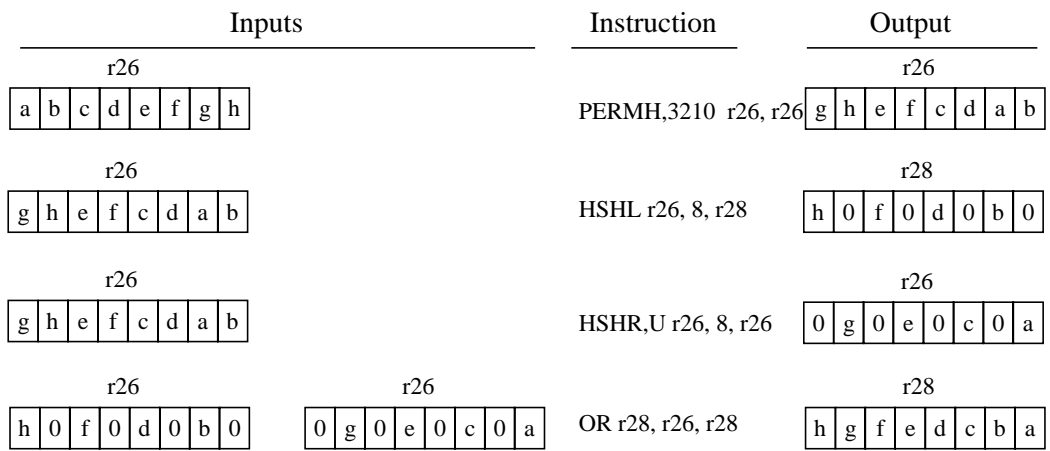 Inputs Instruction Output
r26 r26
a b c d e f g h PERMH,3210 r26, r26 g h e f c d a b
r26 r28
g h e f c d a b HSHL r26, 8, r28 h 0 f 0 d 0 b 0
r26 r26
g h e f c d a b HSHR,U r26, 8, r26 0 g 0 e 0 c 0 a
r26 r26 r28
h 0 f 0 d 0 b 0 0 g 0 e 0 c 0 a OR r28, r26, r28 h g f e d c b a